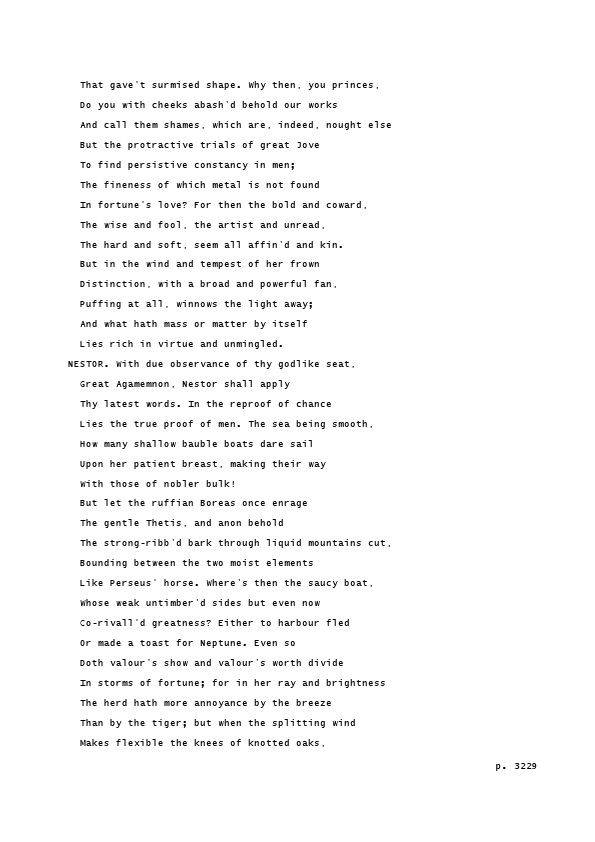 That gave't surmised shape. Why then, you princes,
Do you with cheeks abash'd behold our works
And call them shames, which are, indeed, nought else
But the protractive trials of great Jove
To find persistive constancy in men;
The fineness of which metal is not found
In fortune's love? For then the bold and coward,
The wise and fool, the artist and unread,
The hard and soft, seem all affin'd and kin.
But in the wind and tempest of her frown
Distinction, with a broad and powerful fan,
Puffing at all, winnows the light away;
And what hath mass or matter by itself
Lies rich in virtue and unmingled.
NESTOR. With due observance of thy godlike seat,
Great Agamemnon, Nestor shall apply
Thy latest words. In the reproof of chance
Lies the true proof of men. The sea being smooth,
How many shallow bauble boats dare sail
Upon her patient breast, making their way
With those of nobler bulk!
But let the ruffian Boreas once enrage
The gentle Thetis, and anon behold
The strong-ribb'd bark through liquid mountains cut,
Bounding between the two moist elements
Like Perseus' horse. Where's then the saucy boat,
Whose weak untimber'd sides but even now
Co-rivall'd greatness? Either to harbour fled
Or made a toast for Neptune. Even so
Doth valour's show and valour's worth divide
In storms of fortune; for in her ray and brightness
The herd hath more annoyance by the breeze
Than by the tiger; but when the splitting wind
Makes flexible the knees of knotted oaks,
p. 3229